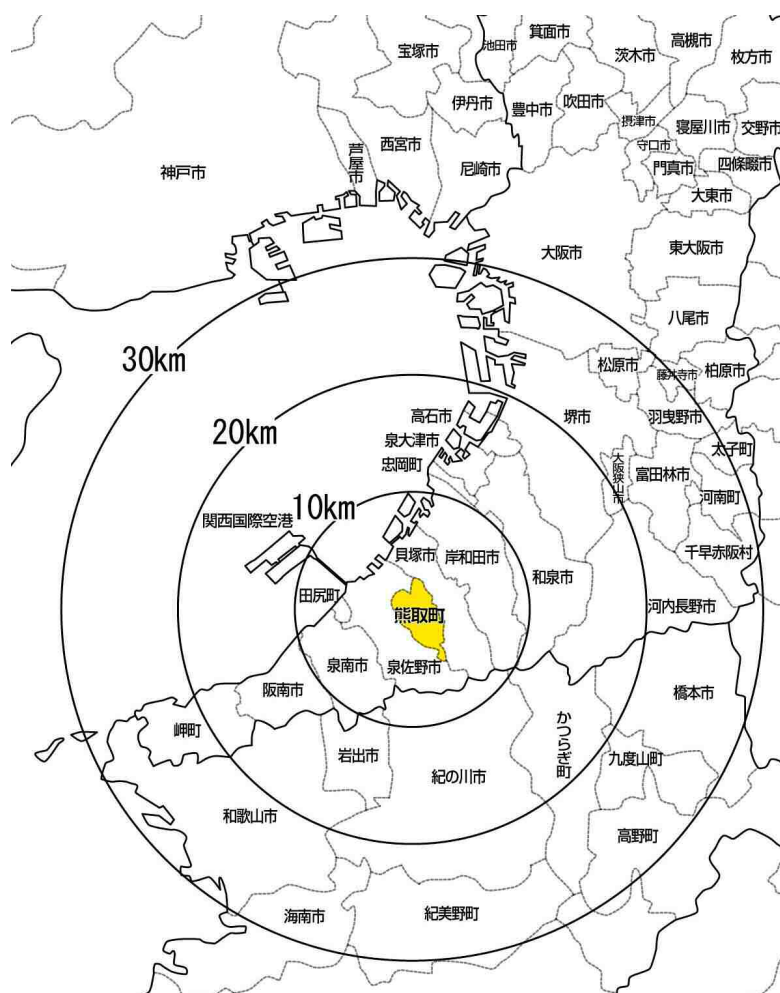 宝塚市
池田市
箕面市
茨木市
高槻市
枚方市
伊丹市
豊中市
吹田市
摂津市
寝屋川市
交野市
神戸市
芦屋市
西宮市
尼崎市
守口市
門真市
四條畷市
大東市
大阪市
東大阪市
八尾市
30km
松原市
藤井寺市
柏原市
20km
高石市
堺市
羽曳野市
泉大津市
太子町
忠岡町
大阪狭山市
富田林市
河南町
10km
関西国際空港
貝塚市
岸和田市
和泉市
千早赤阪村
田尻町
熊取町
河内長野市
泉南市
泉佐野市
阪南市
橋本市
岬町
かつらぎ町
岩出市
九度山町
紀の川市
和歌山市
高野町
海南市
紀美野町